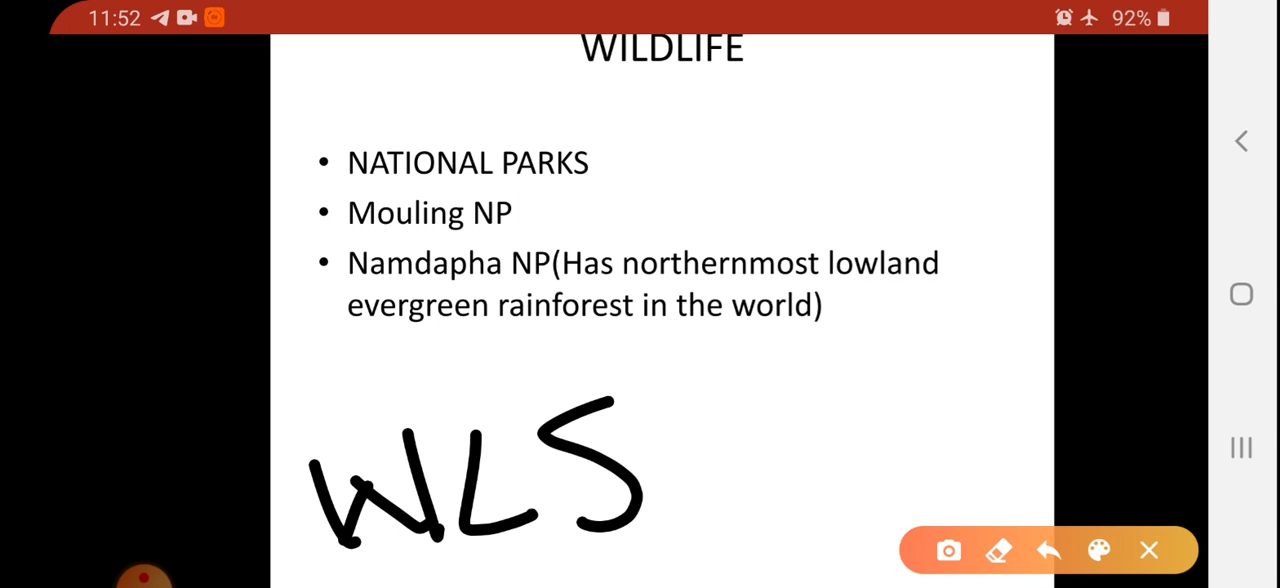 11:52 92%
WILDLIFE
• NATIONAL PARKS
• Mouling NP
• Namdapha NP(Has northernmost lowland
evergreen rainforest in the world)
WLS